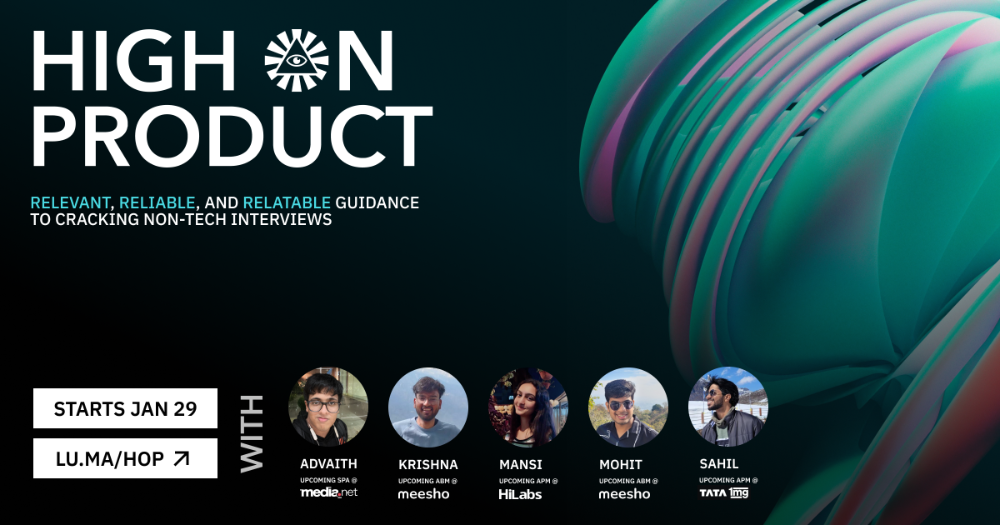 HIGH ON
PRODUCT
RELEVANT, RELIABLE, AND RELATABLE GUIDANCE
TO CRACKING NON-TECH INTERVIEWS
STARTS JAN 29
LU.MA/HOP
WITH
ADVAITH
UPCOMING SPA @
media.net
KRISHNA
UPCOMING ABM @
meesho
MANSI
UPCOMING APM @
HiLabs
MOHIT
UPCOMING ABM @
meesho
SAHIL
UPCOMING APM @
TATA 1mg